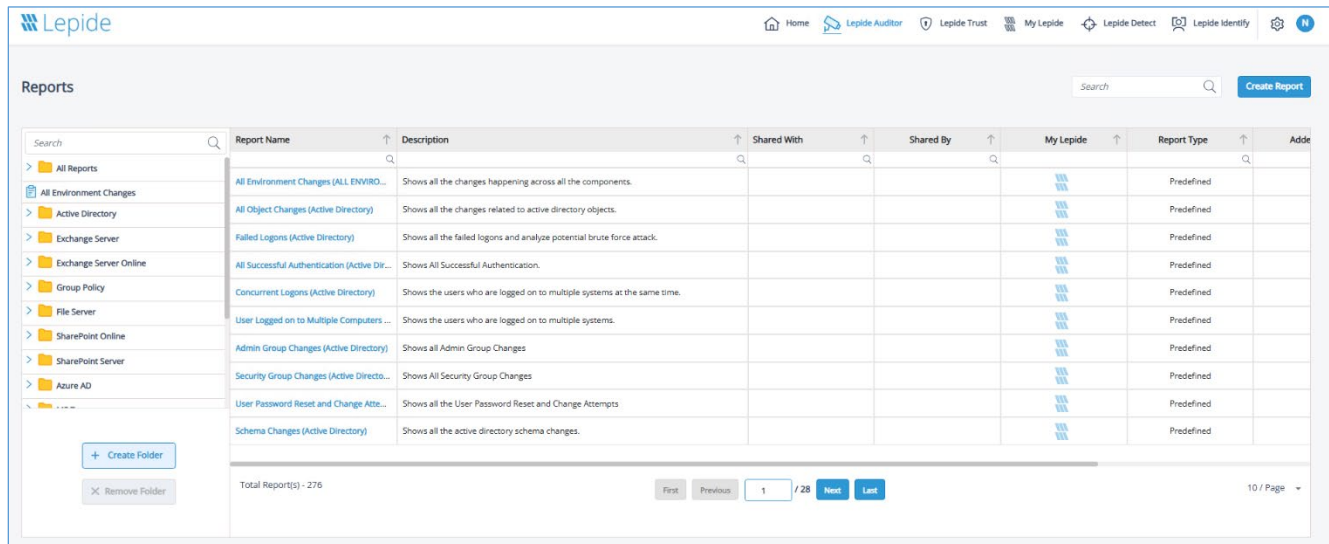 Lepide
Home Lepide Auditor Lepide Trust My Lepide Lepide Detect Lepide Identify N
Reports
Search
Create Report
Search
Report Name Description Shared With Shared By My Lepide Report Type Adde
All Reports
All Environment Changes
Active Directory
Exchange Server
Exchange Server Online
Group Policy
File Server
SharePoint Online
SharePoint Server
Azure AD
All Environment Changes (ALL ENVIRO... Shows all the changes happening across all the components. Predefined
All Object Changes (Active Directory) Shows all the changes related to active directory objects. Predefined
Failed Logons (Active Directory) Shows all the failed logons and analyze potential brute force attack. Predefined
All Successful Authentication (Active Dir... Shows All Successful Authentication. Predefined
Concurrent Logons (Active Directory) Shows the users who are logged on to multiple systems at the same time. Predefined
User Logged on to Multiple Computers ... Shows the users who are logged on to multiple systems. Predefined
Admin Group Changes (Active Directory) Shows all Admin Group Changes Predefined
Security Group Changes (Active Directo... Shows All Security Group Changes Predefined
User Password Reset and Change Atte... Shows all the User Password Reset and Change Attempts Predefined
Schema Changes (Active Directory) Shows all the active directory schema changes. Predefined
+ Create Folder
Remove Folder
Total Report(s) - 276
First Previous 1 / 28 Next Last
10 / Page